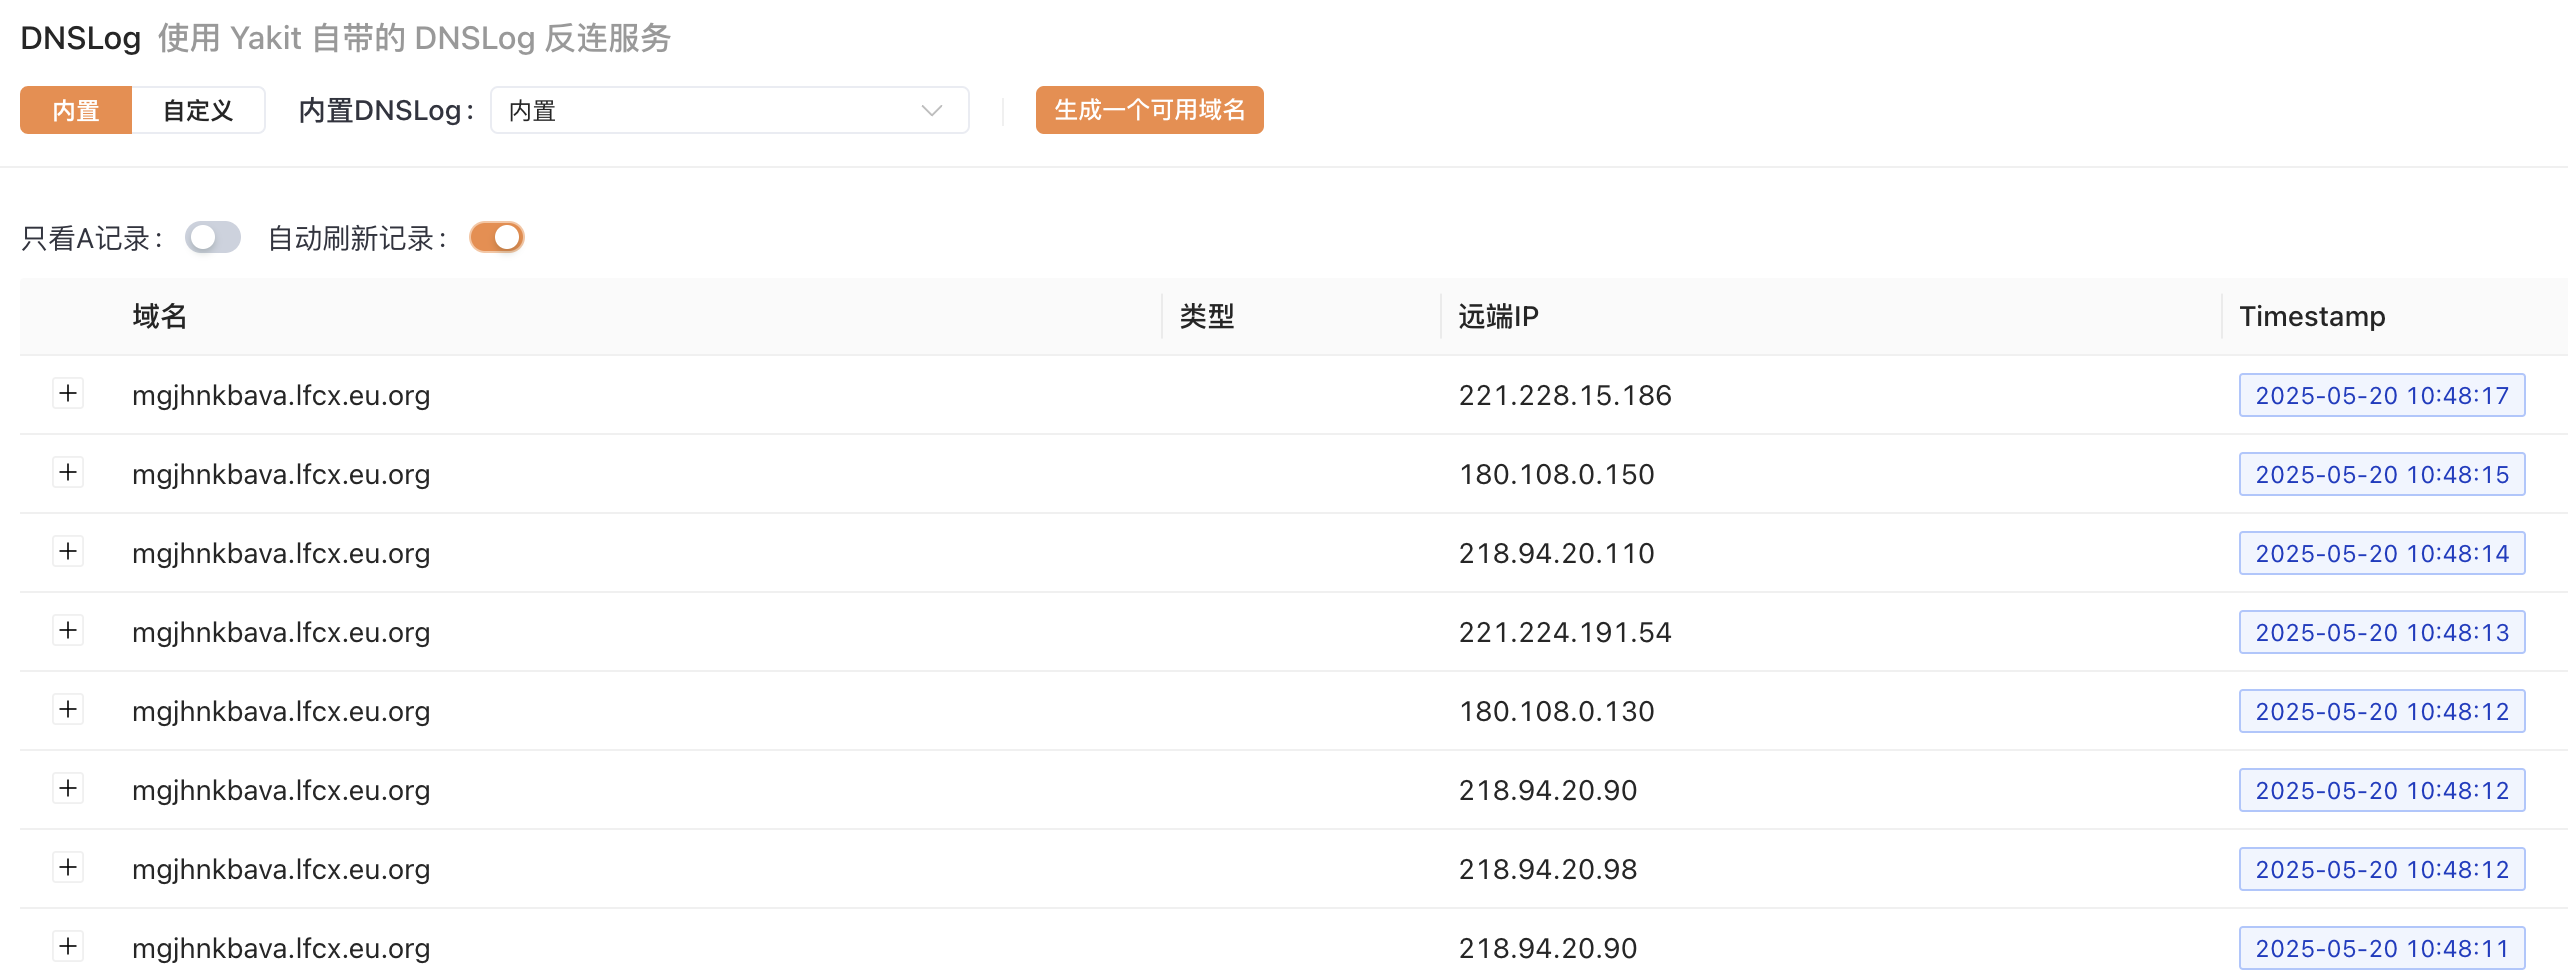 DNSLog 使用 Yakit 自带的 DNSLog 反连服务
内置 自定义 内置DNSLog: 内置 生成一个可用域名
只看A记录: 自动刷新记录:
域名 类型 远端IP Timestamp
mgjhnkbava.lfcx.eu.org 221.228.15.186 2025-05-20 10:48:17
mgjhnkbava.lfcx.eu.org 180.108.0.150 2025-05-20 10:48:15
mgjhnkbava.lfcx.eu.org 218.94.20.110 2025-05-20 10:48:14
mgjhnkbava.lfcx.eu.org 221.224.191.54 2025-05-20 10:48:13
mgjhnkbava.lfcx.eu.org 180.108.0.130 2025-05-20 10:48:12
mgjhnkbava.lfcx.eu.org 218.94.20.90 2025-05-20 10:48:12
mgjhnkbava.lfcx.eu.org 218.94.20.98 2025-05-20 10:48:12
mgjhnkbava.lfcx.eu.org 218.94.20.90 2025-05-20 10:48:11